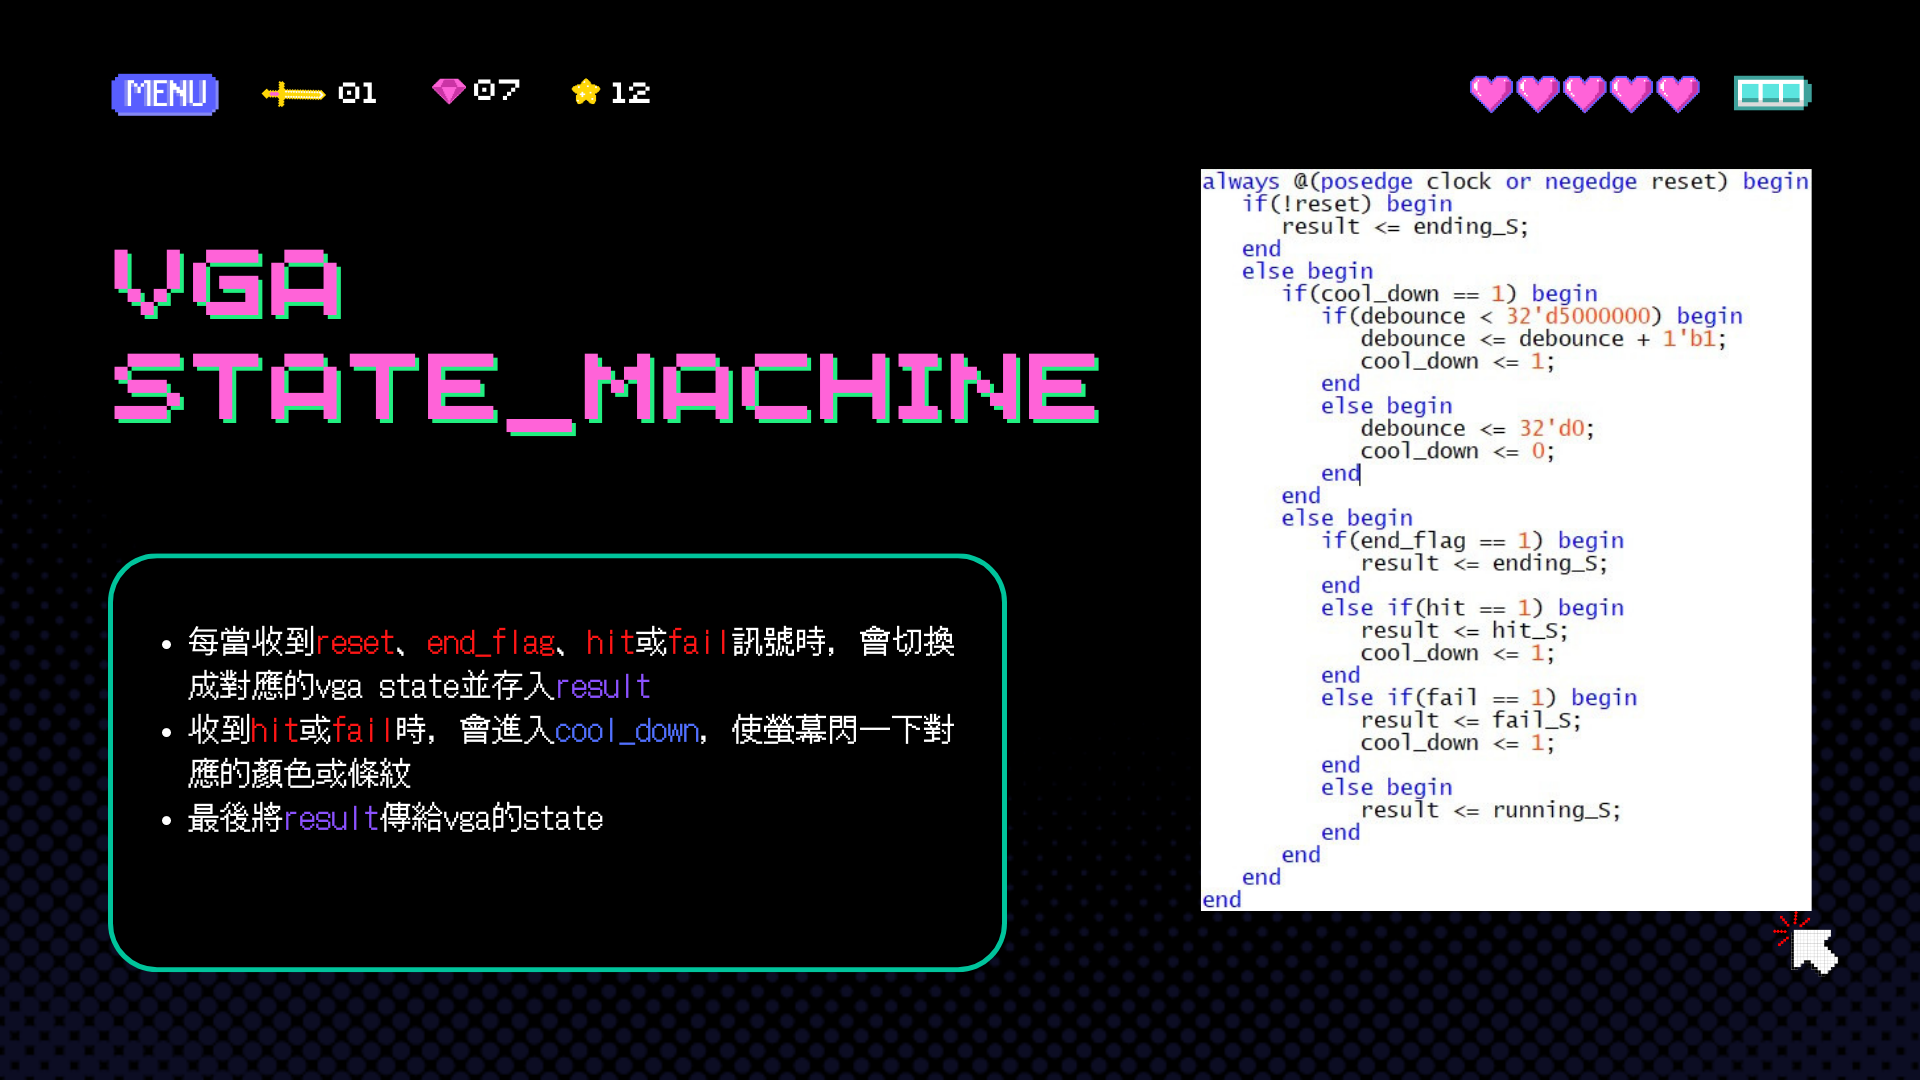 MENU 01 07 12
VGA
STATE_MACHINE
每當收到reset、end_flag、hit或fail訊號時，會切換
成對應的vga state並存入result
收到hit或fail時，會進入cool_down，使螢幕閃一下對
應的顏色或條紋
最後將result傳給vga的state
always @(posedge clock or negedge reset) begin
if(!reset) begin
result <= ending_S;
end
else begin
if(cool_down == 1) begin
if(debounce < 32'd5000000) begin
debounce <= debounce + 1'b1;
cool_down <= 1;
end
else begin
debounce <= 32'd0;
cool_down <= 0;
end
end
else begin
if(end_flag == 1) begin
result <= ending_S;
end
else if(hit == 1) begin
result <= hit_S;
cool_down <= 1;
end
else if(fail == 1) begin
result <= fail_S;
cool_down <= 1;
end
else begin
result <= running_S;
end
end
end
end